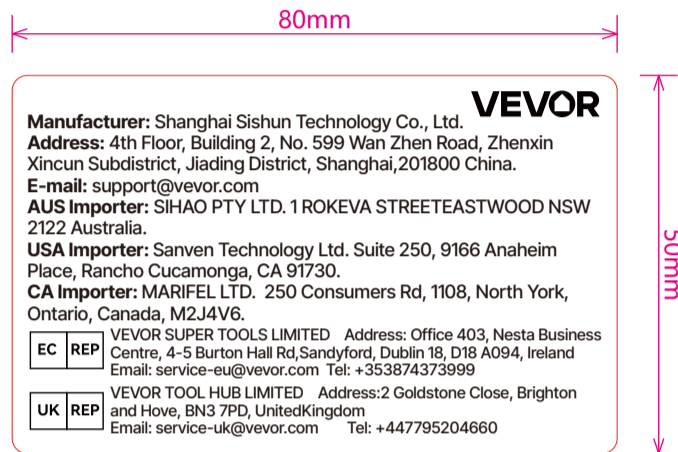 80mm
VEVOR
Manufacturer: Shanghai Sishun Technology Co., Ltd.
Address: 4th Floor, Building 2, No. 599 Wan Zhen Road, Zhenxin
Xincun Subdistrict, Jiading District, Shanghai,201800 China.
E-mail: support@vevor.com
AUS Importer: SIHAO PTY LTD. 1 ROKEVA STREETEASTWOOD NSW
2122 Australia.
USA Importer: Sanven Technology Ltd. Suite 250, 9166 Anaheim
Place, Rancho Cucamonga, CA 91730.
CA Importer: MARIFEL LTD. 250 Consumers Rd, 1108, North York,
Ontario, Canada, M2J4V6.
EC REP
VEVOR SUPER TOOLS LIMITED Address: Office 403, Nesta Business
Centre, 4-5 Burton Hall Rd,Sandyford, Dublin 18, D18 A094, Ireland
Email: service-eu@vevor.com Tel: +353874373999
UK REP
VEVOR TOOL HUB LIMITED Address:2 Goldstone Close, Brighton
and Hove, BN3 7PD, UnitedKingdom
Email: service-uk@vevor.com Tel: +447795204660
50mm